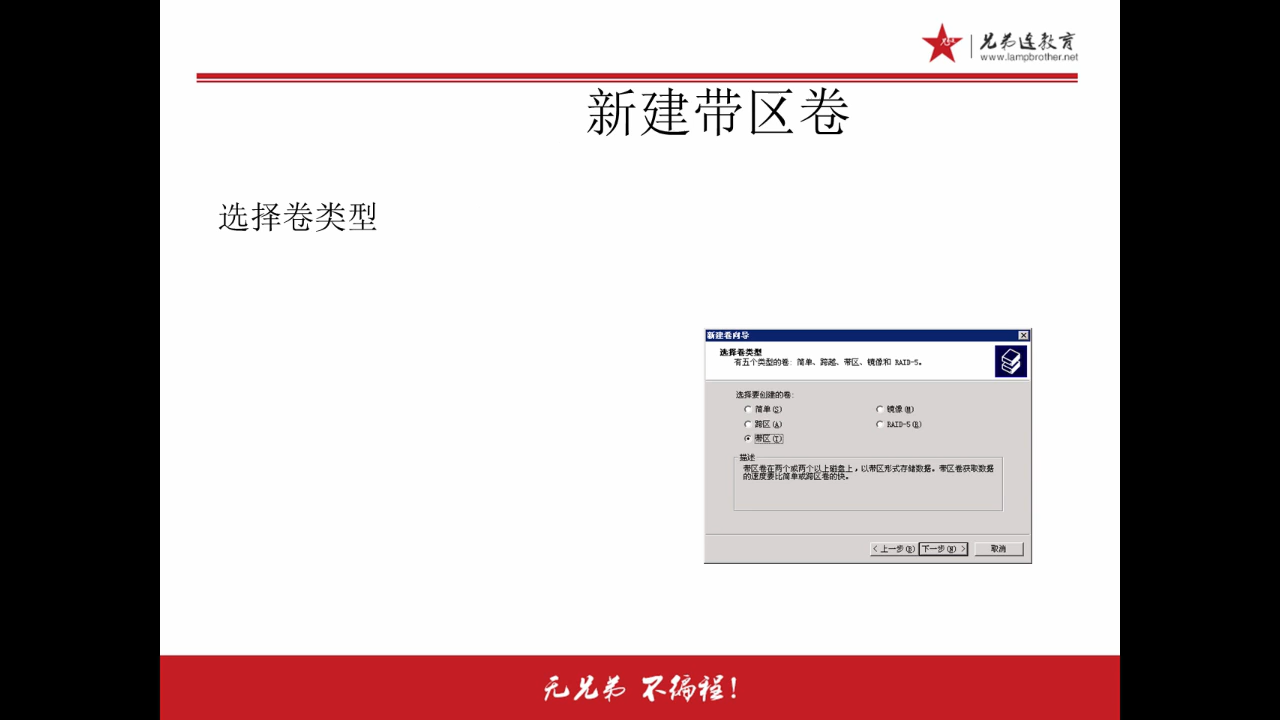 兄弟连教育
www.lampbrother.net
新建带区卷
选择卷类型
新建卷向导
选择卷类型
有五个类型的卷: 简单、跨越、带区、镜像和 RAID-5。
选择要创建的卷:
简单(S) 镜像(M)
跨区(A) RAID-5(R)
带区(T)
描述
带区卷在两个或两个以上磁盘上，以带区形式存储数据。带区卷获取数据
的速度要比简单或跨区卷的快。
< 上一步(B) 下一步(N) > 取消
无兄弟 不编程!